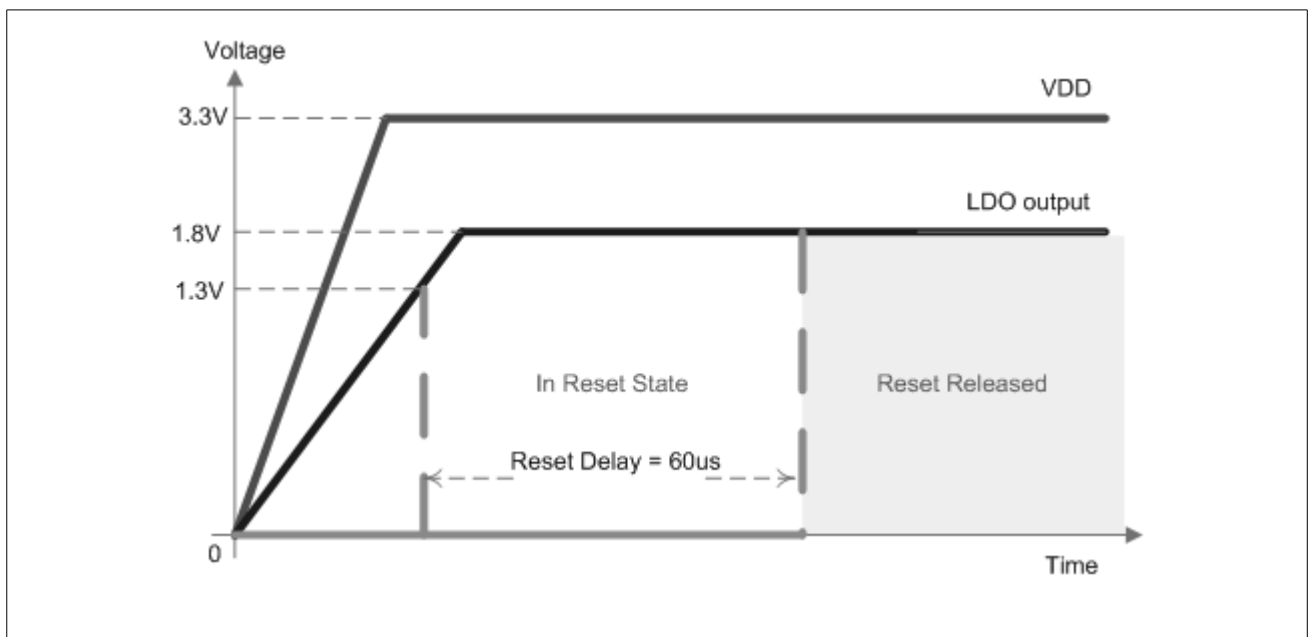 Voltage
VDD
3.3V
LDO output
1.8V
1.3V
In Reset State
Reset Released
Reset Delay = 60us
0
Time